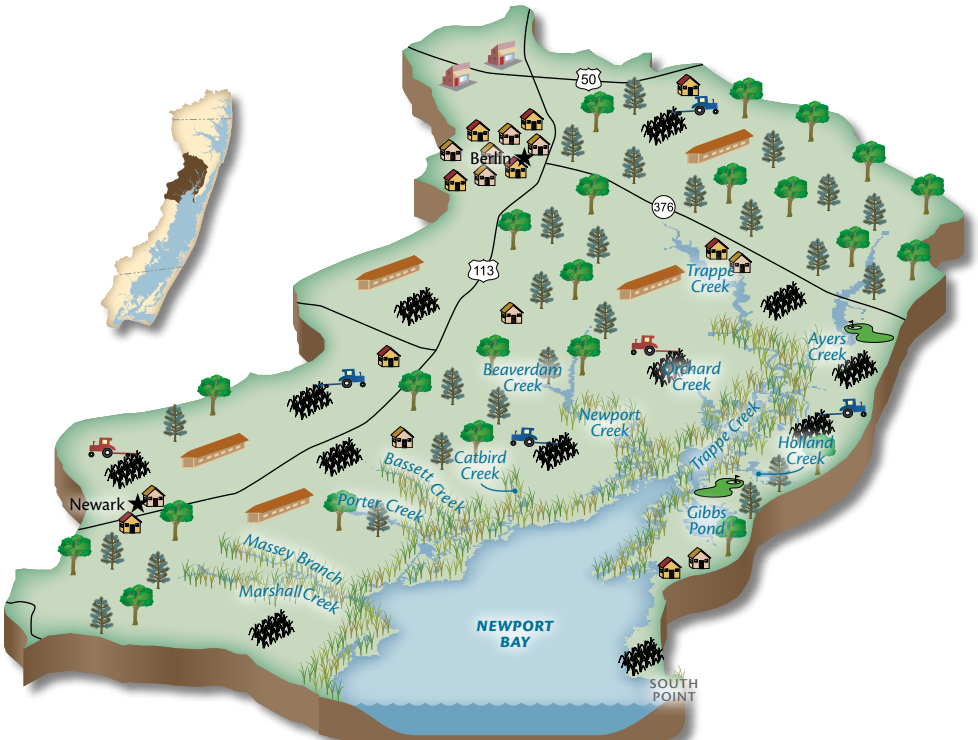 50
Berlin
376
113
Trappe
Creek
Ayers
Creek
Beaverdam
Creek
Orchard
Creek
Newport
Creek
Trappe Creek
Holland
Creek
Catbird
Creek
Bassett Creek
Newark
Porter Creek
Gibbs
Pond
Massey Branch
Marshall Creek
NEWPORT
BAY
SOUTH
POINT